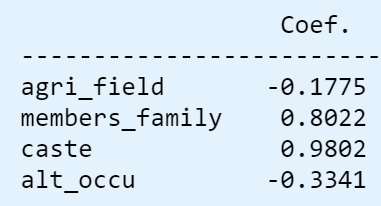 Coef.
--------------------------
agri_field -0.1775
members_family 0.8022
caste 0.9802
alt_occu -0.3341